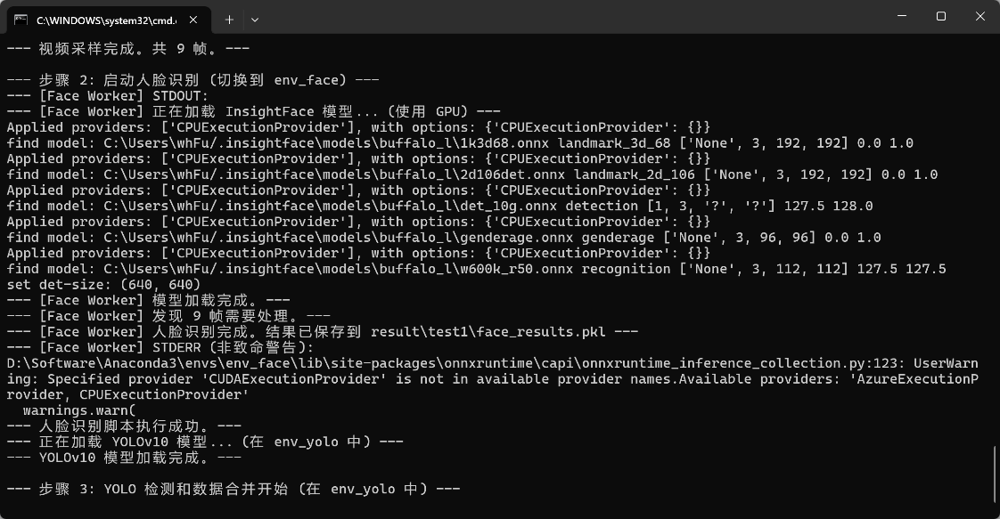 C:\WINDOWS\system32\cmd.
--- 视频采样完成。共 9 帧。---
--- 步骤 2: 启动人脸识别 (切换到 env_face) ---
--- [Face Worker] STDOUT:
--- [Face Worker] 正在加载 InsightFace 模型... (使用 GPU) ---
Applied providers: ['CPUExecutionProvider'], with options: {'CPUExecutionProvider': {}}
find model: C:\Users\whFu/.insightface\models\buffalo_l\1k3d68.onnx landmark_3d_68 ['None', 3, 192, 192] 0.0 1.0
Applied providers: ['CPUExecutionProvider'], with options: {'CPUExecutionProvider': {}}
find model: C:\Users\whFu/.insightface\models\buffalo_l\2d106det.onnx landmark_2d_106 ['None', 3, 192, 192] 0.0 1.0
Applied providers: ['CPUExecutionProvider'], with options: {'CPUExecutionProvider': {}}
find model: C:\Users\whFu/.insightface\models\buffalo_l\det_10g.onnx detection [1, 3, '?', '?'] 127.5 128.0
Applied providers: ['CPUExecutionProvider'], with options: {'CPUExecutionProvider': {}}
find model: C:\Users\whFu/.insightface\models\buffalo_l\genderage.onnx genderage ['None', 3, 96, 96] 0.0 1.0
Applied providers: ['CPUExecutionProvider'], with options: {'CPUExecutionProvider': {}}
find model: C:\Users\whFu/.insightface\models\buffalo_l\w600k_r50.onnx recognition ['None', 3, 112, 112] 127.5 127.5
set det-size: (640, 640)
--- [Face Worker] 模型加载完成。---
--- [Face Worker] 发现 9 帧需要处理。---
--- [Face Worker] 人脸识别完成。结果已保存到 result\test1\face_results.pkl ---
--- [Face Worker] STDERR (非致命警告):
D:\Software\Anaconda3\envs\env_face\lib\site-packages\onnxruntime\capi\onnxruntime_inference_collection.py:123: UserWarn
ing: Specified provider 'CUDAExecutionProvider' is not in available provider names.Available providers: 'AzureExecutionP
rovider, CPUExecutionProvider'
  warnings.warn(
--- 人脸识别脚本执行成功。---
--- 正在加载 YOLOv10 模型... (在 env_yolo 中) ---
--- YOLOv10 模型加载完成。---
--- 步骤 3: YOLO 检测和数据合并开始 (在 env_yolo 中) ---